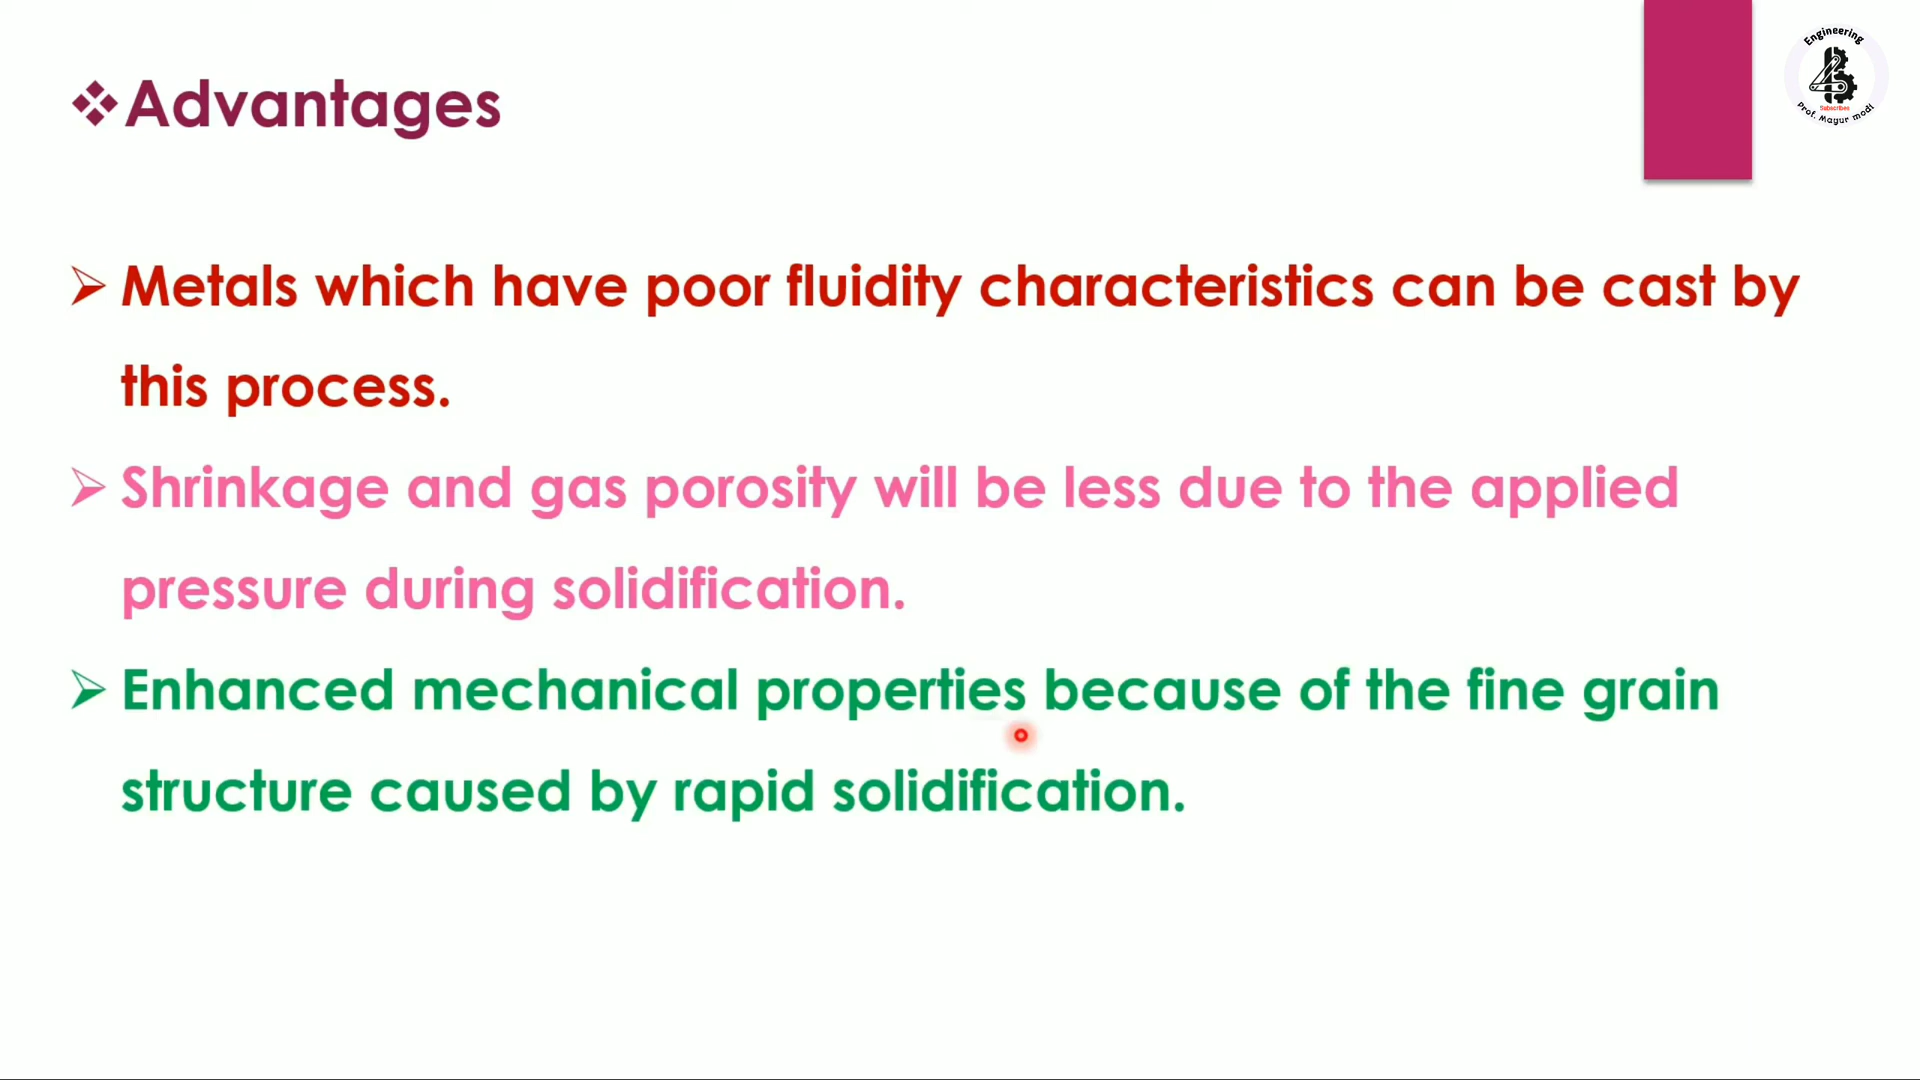 ❖Advantages
Engineering
Subscribes
Prof. Mayur modi
➢ Metals which have poor fluidity characteristics can be cast by
this process.
➢ Shrinkage and gas porosity will be less due to the applied
pressure during solidification.
➢ Enhanced mechanical properties because of the fine grain
structure caused by rapid solidification.